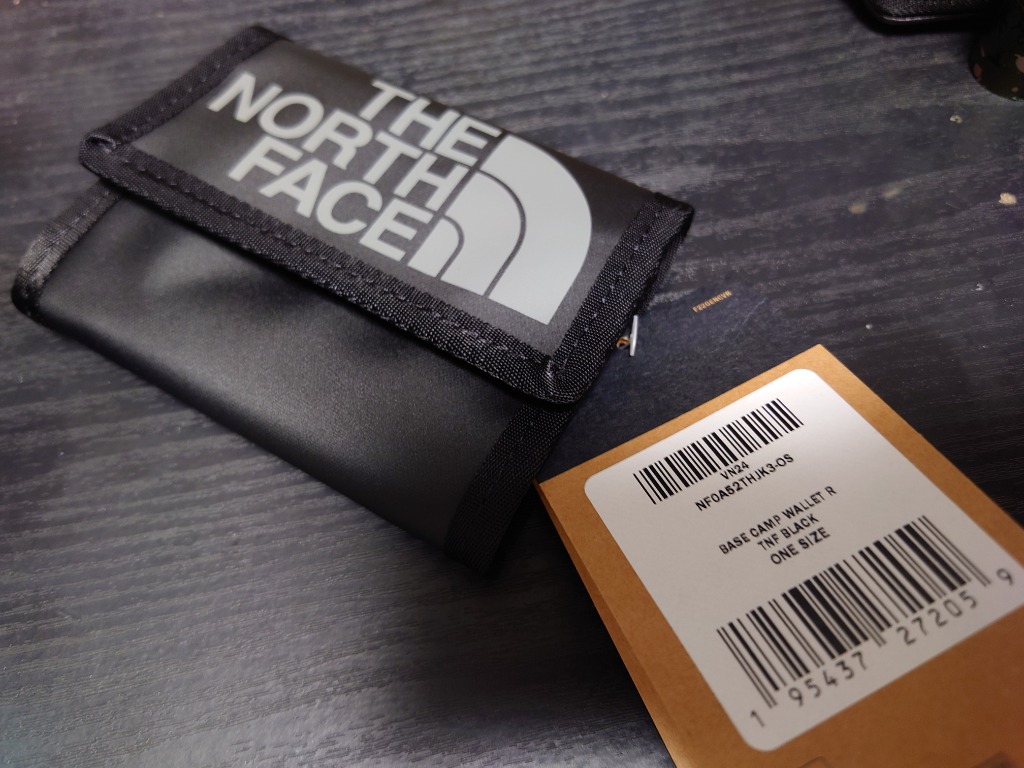 THE
NORTH
FACE
VN24
NF0A52THJK3-OS
BASE CAMP WALLET R
TNF BLACK
ONE SIZE
1 95437 27205 9